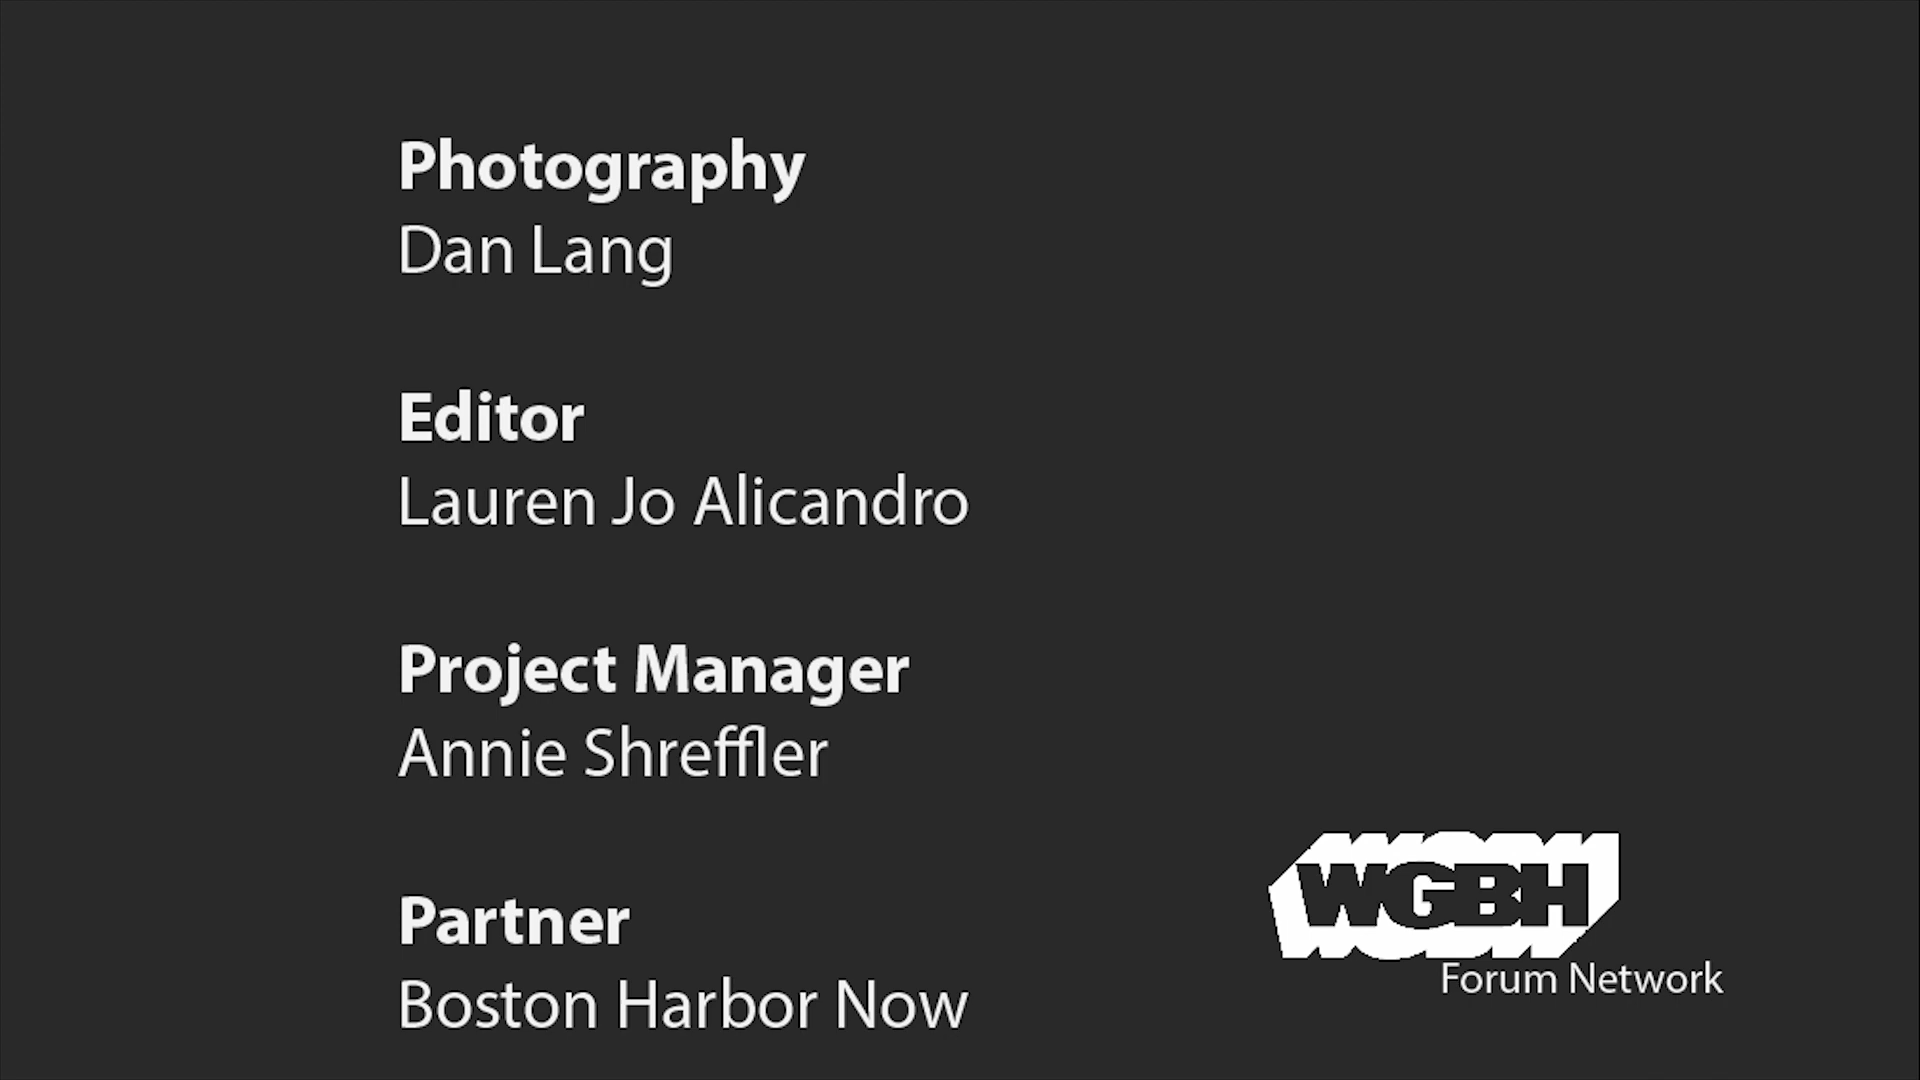 Photography
Dan Lang
Editor
Lauren Jo Alicandro
Project Manager
Annie Shreffler
Partner
Boston Harbor Now
WGBH
Forum Network